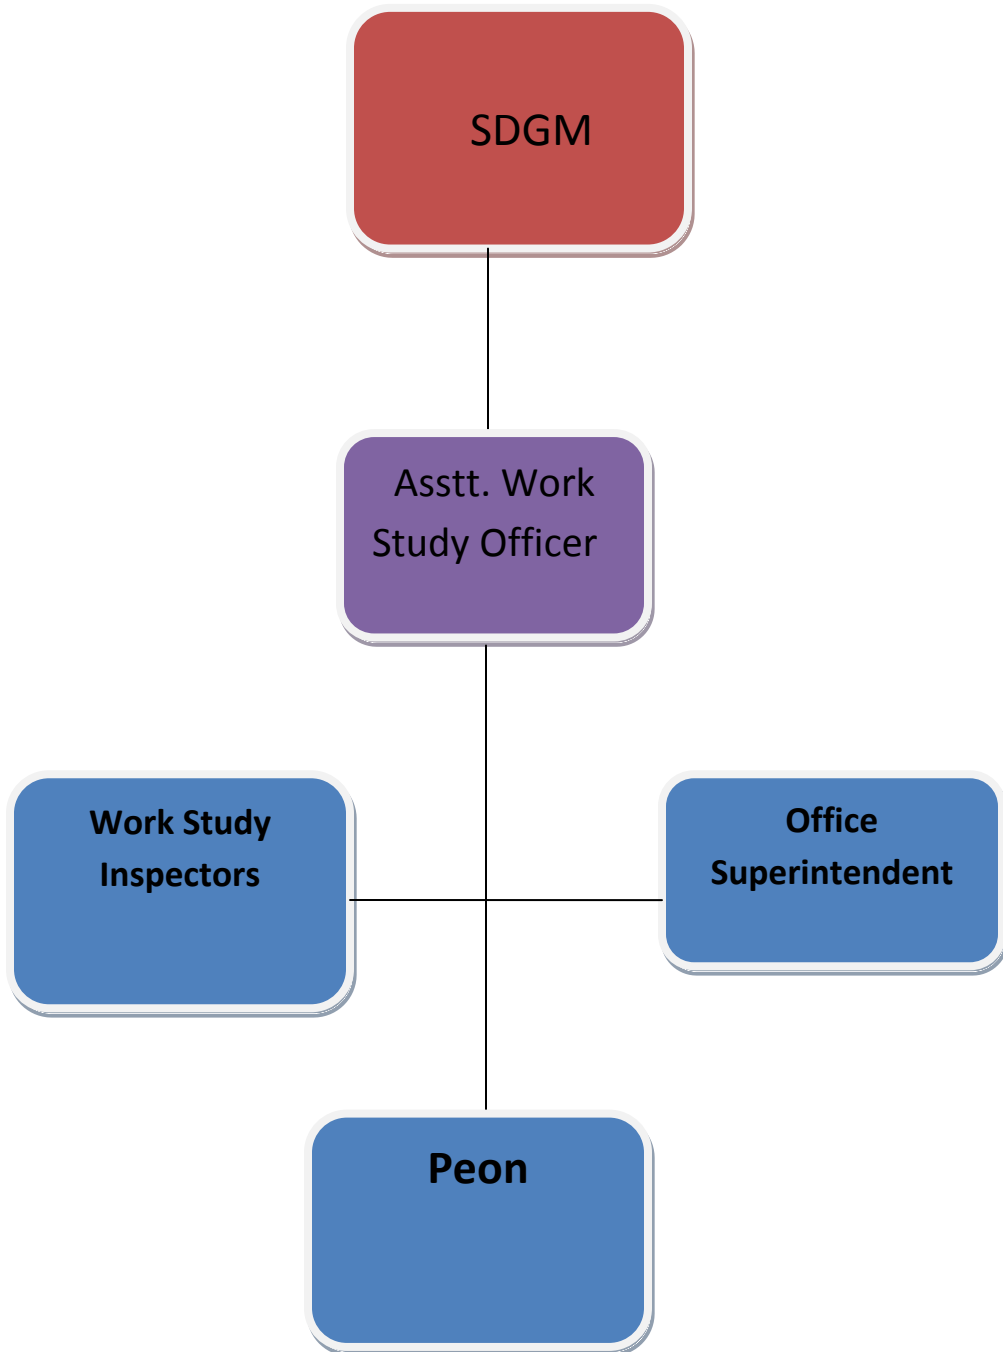 SDGM
Asstt. Work
Study Officer
Work Study
Inspectors
Office
Superintendent
Peon